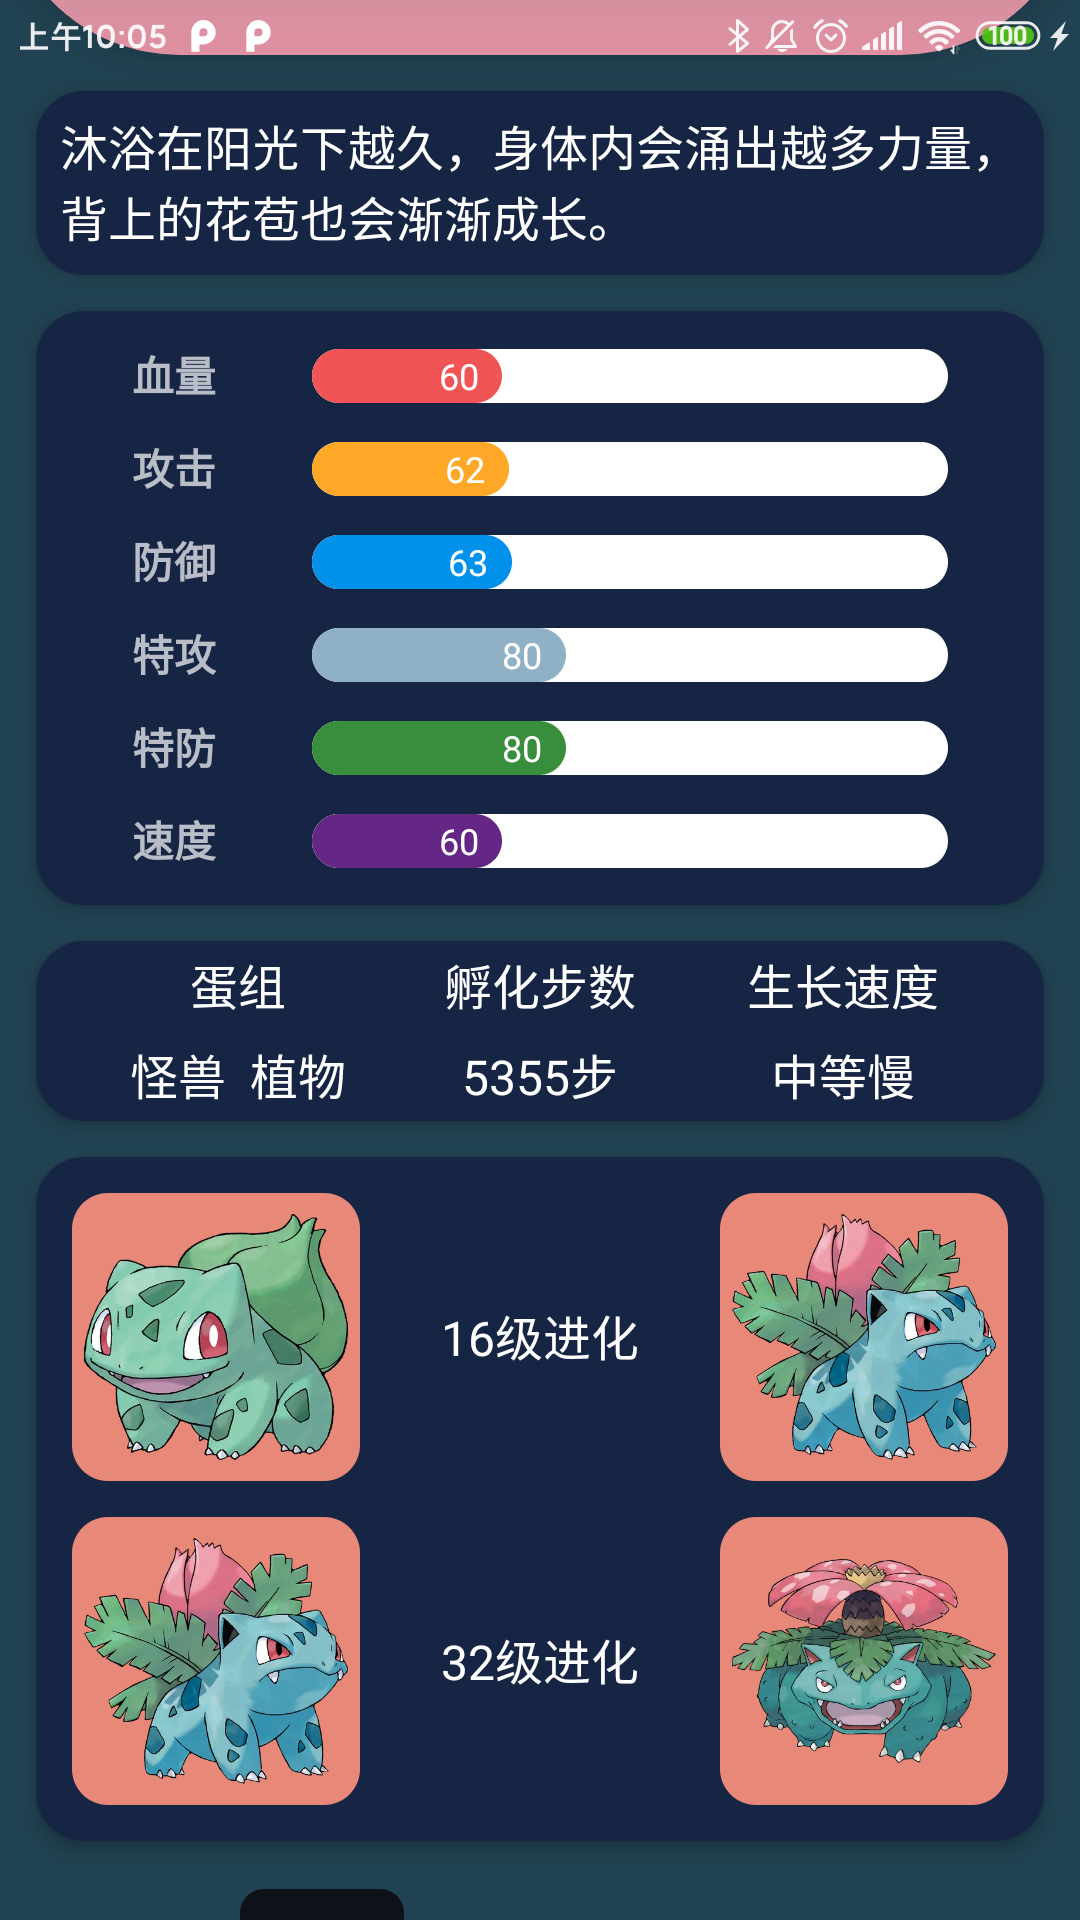 上午10:05
100
沐浴在阳光下越久，身体内会涌出越多力量，
背上的花苞也会渐渐成长。
血量 60
攻击 62
防御 63
特攻 80
特防 80
速度 60
蛋组 孵化步数 生长速度
怪兽 植物 5355步 中等慢
16级进化
32级进化